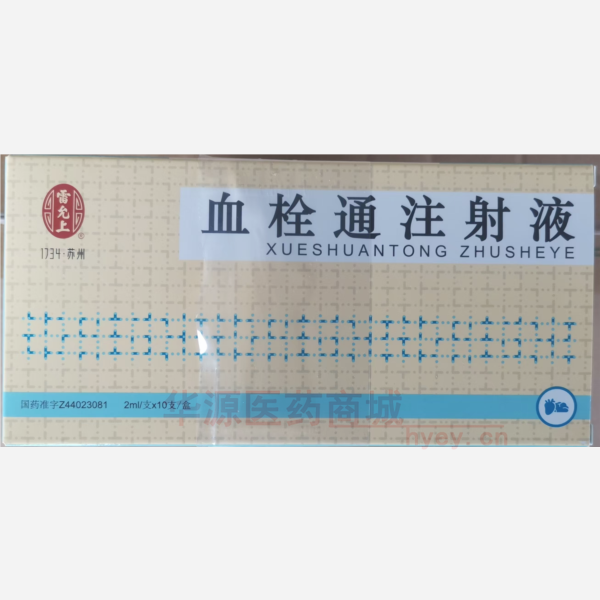 雷允上
®
1734·苏州
血栓通注射液
XUESHUANTONG ZHUSHEYE
国药准字Z44023081 2ml/支x10支/盒
华源医药商城
hyey.cn